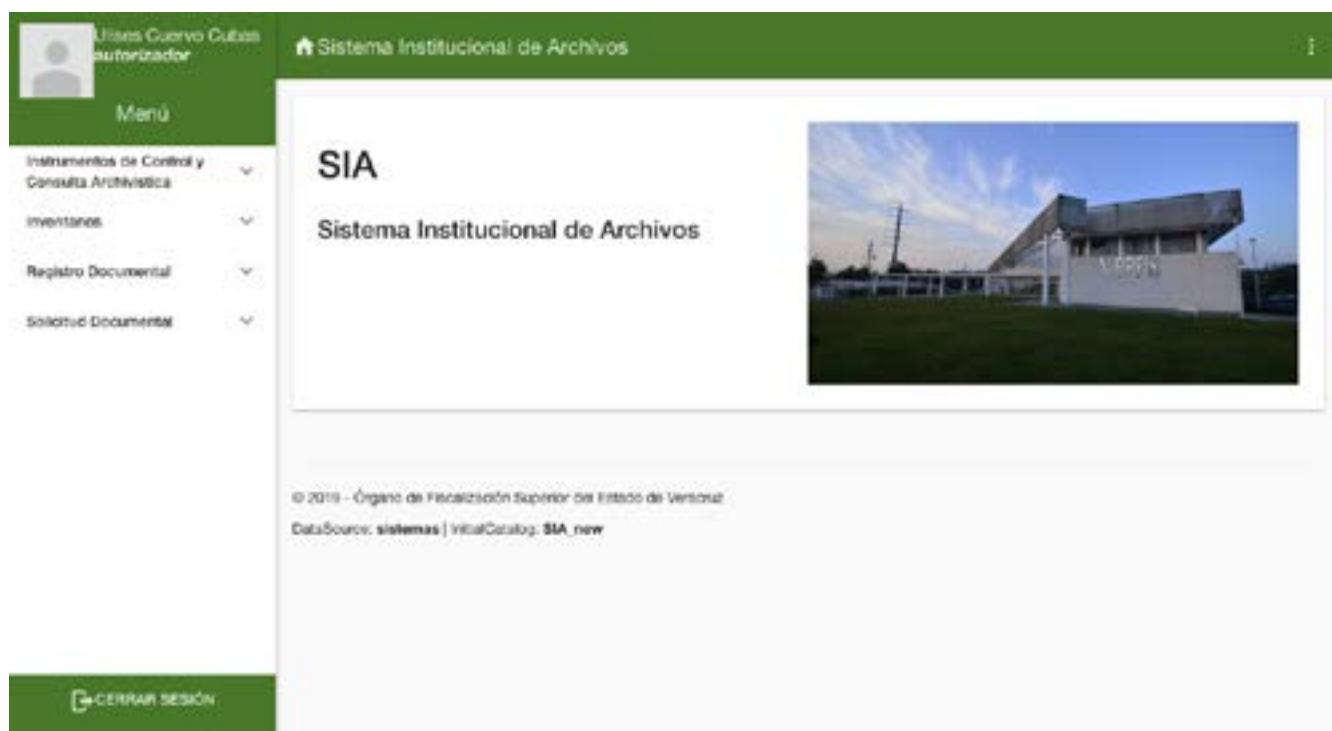 Ulises Cuervo Cubas
autorizador
Menú
Instrumentos de Control y
Consulta Archivística
Inventarios
Registro Documental
Solicitud Documental
CERRAR SESIÓN
Sistema Institucional de Archivos
SIA
Sistema Institucional de Archivos
© 2019 - Órgano de Fiscalización Superior del Estado de Veracruz
DataSource: sistemas | InitialCatalog: SIA_new